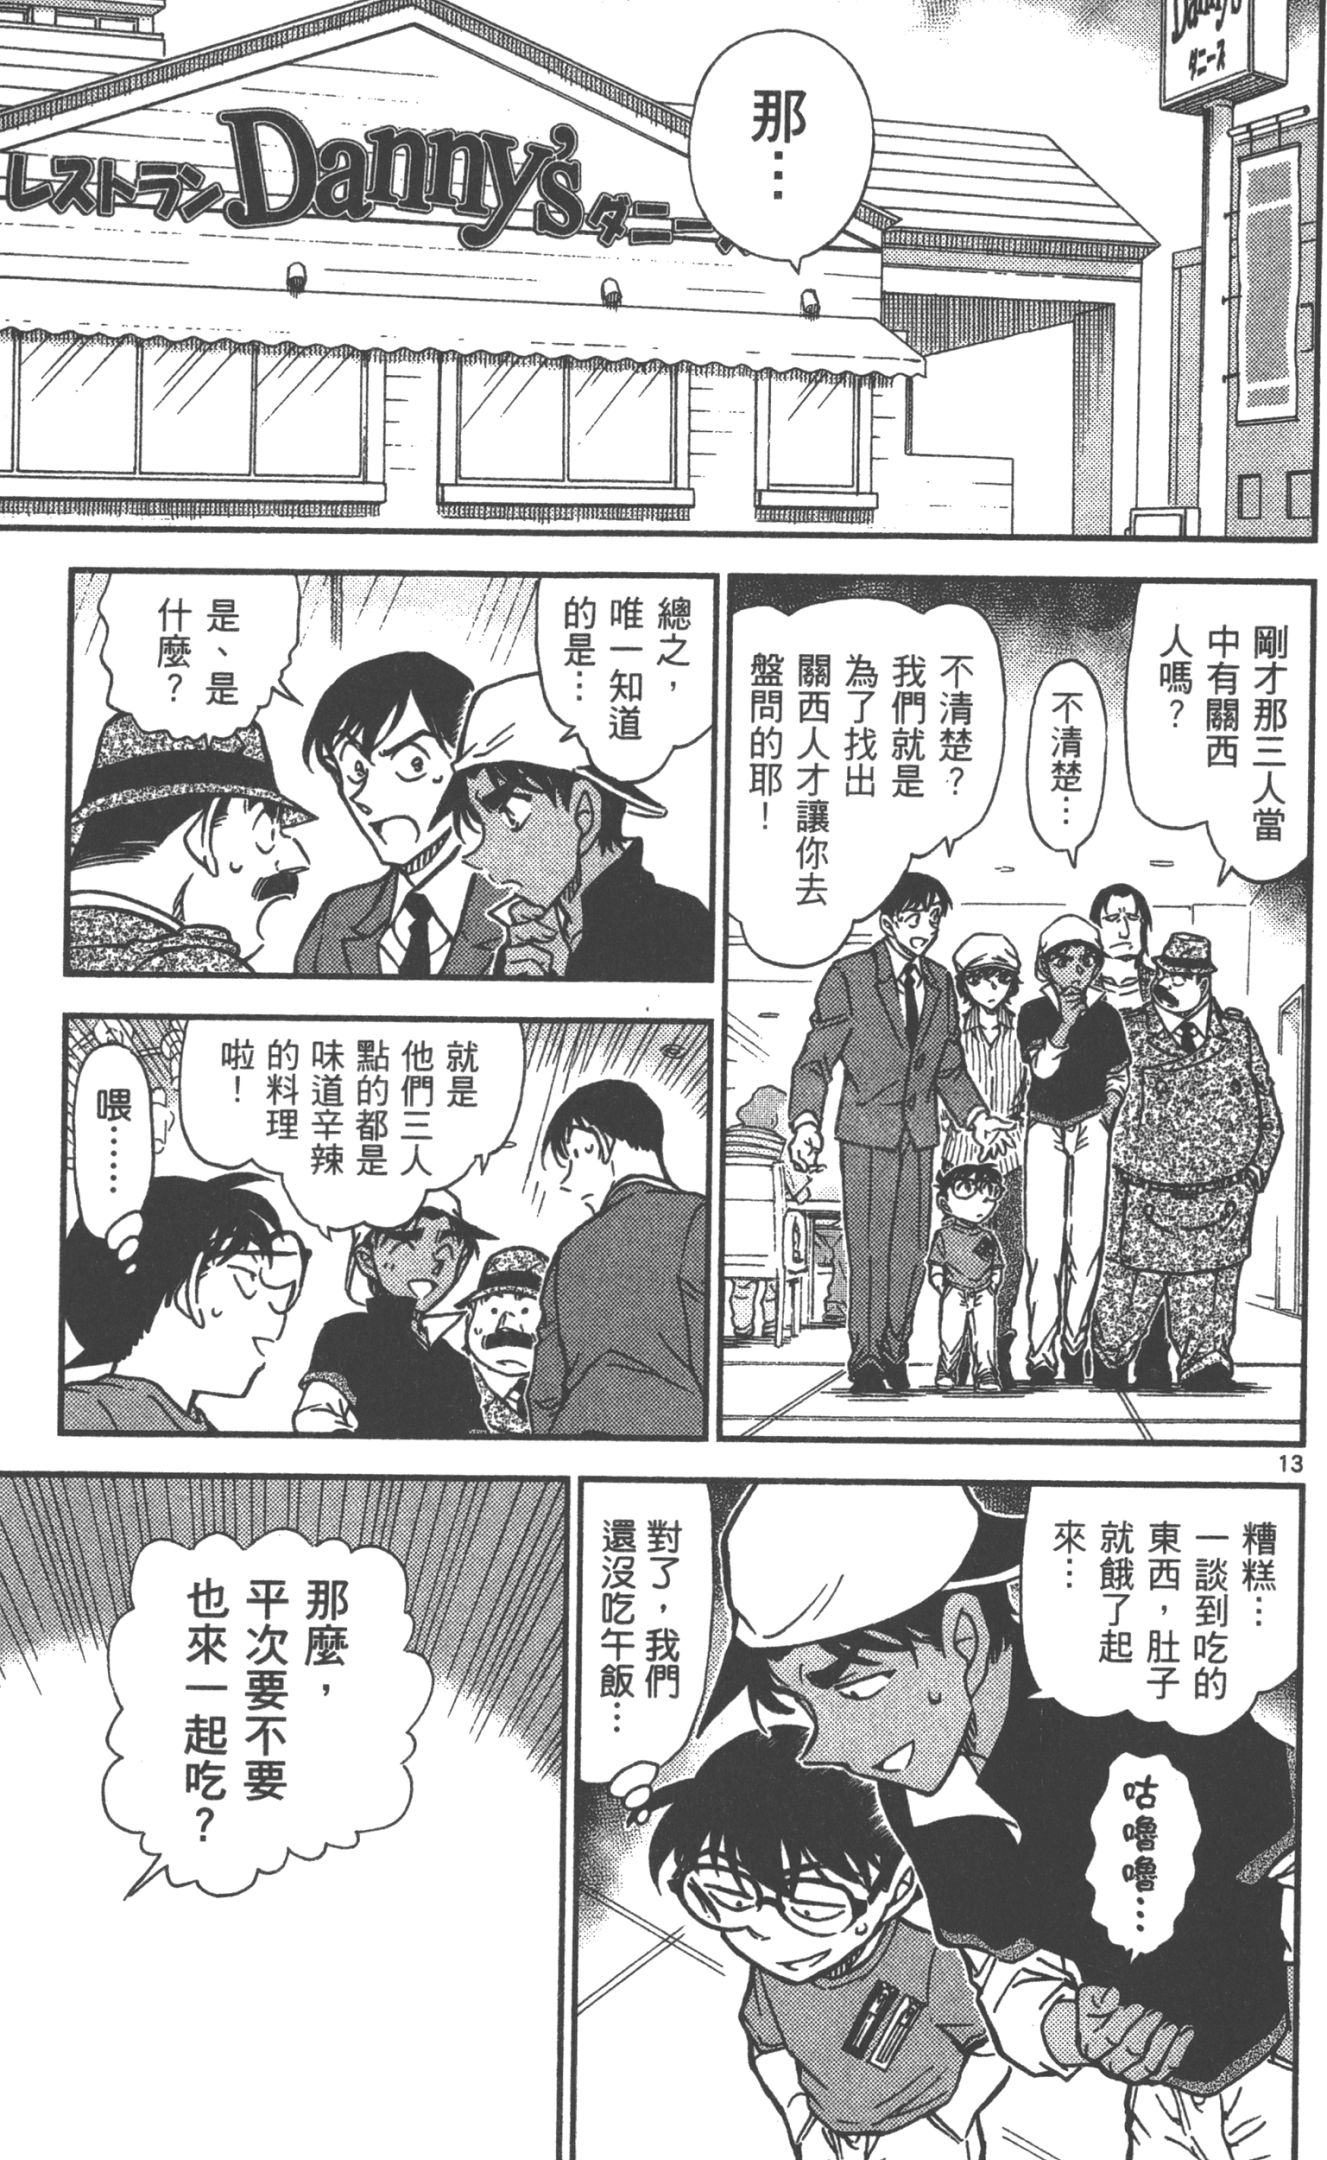 Danny's
ダニーズ
レストラン Danny's ダニー
那…
剛才那三人當
中有關西
人嗎？
不清楚…
不清楚？
我們就是
為了找出
關西人才讓你去
盤問的耶！
總之，
唯一知道
的是…
是、是
什麼？
就是
他們三人
點的都是
味道辛辣
的料理
啦！
喂……
13
糟糕…
一談到吃的
東西，肚子
就餓了起
來…
咕嚕嚕…
對了，我們
還沒吃午飯…
那麼，
平次要不要
也來一起吃？